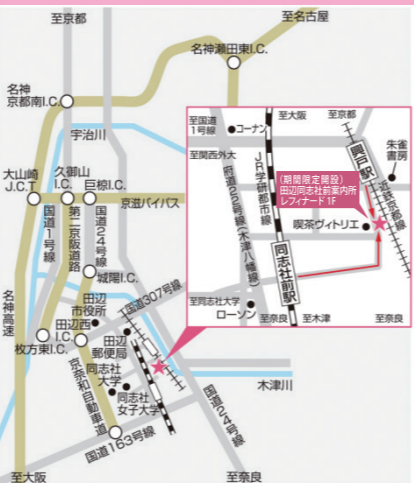 至京都
至名古屋
名神瀬田東I.C.
名神
京都南I.C.
宇治川
大山崎
J.C.T
久御山
I.C.
巨椋I.C.
京滋バイパス
国道1号線
第二京阪道路
国道24号線
城陽I.C.
名神高速
国道307号線
田辺
市役所
田辺西
I.C.
枚方東I.C.
田辺
郵便局
同志社
大学
同志社
女子大学
京奈和自動車道
国道163号線
国道24号線
木津川
至大阪
至奈良
至国道
1号線
コーナン
至大阪
至京都
至関西外大
府道22号線(木津八幡線)
JR学研都市線
興戸駅
近鉄京都線
朱雀
書房
(期間限定開設)
田辺同志社前案内所
レフィナード1F
喫茶ヴィトリエ
同志社前駅
至同志社大学
ローソン
至奈良
至木津
至奈良